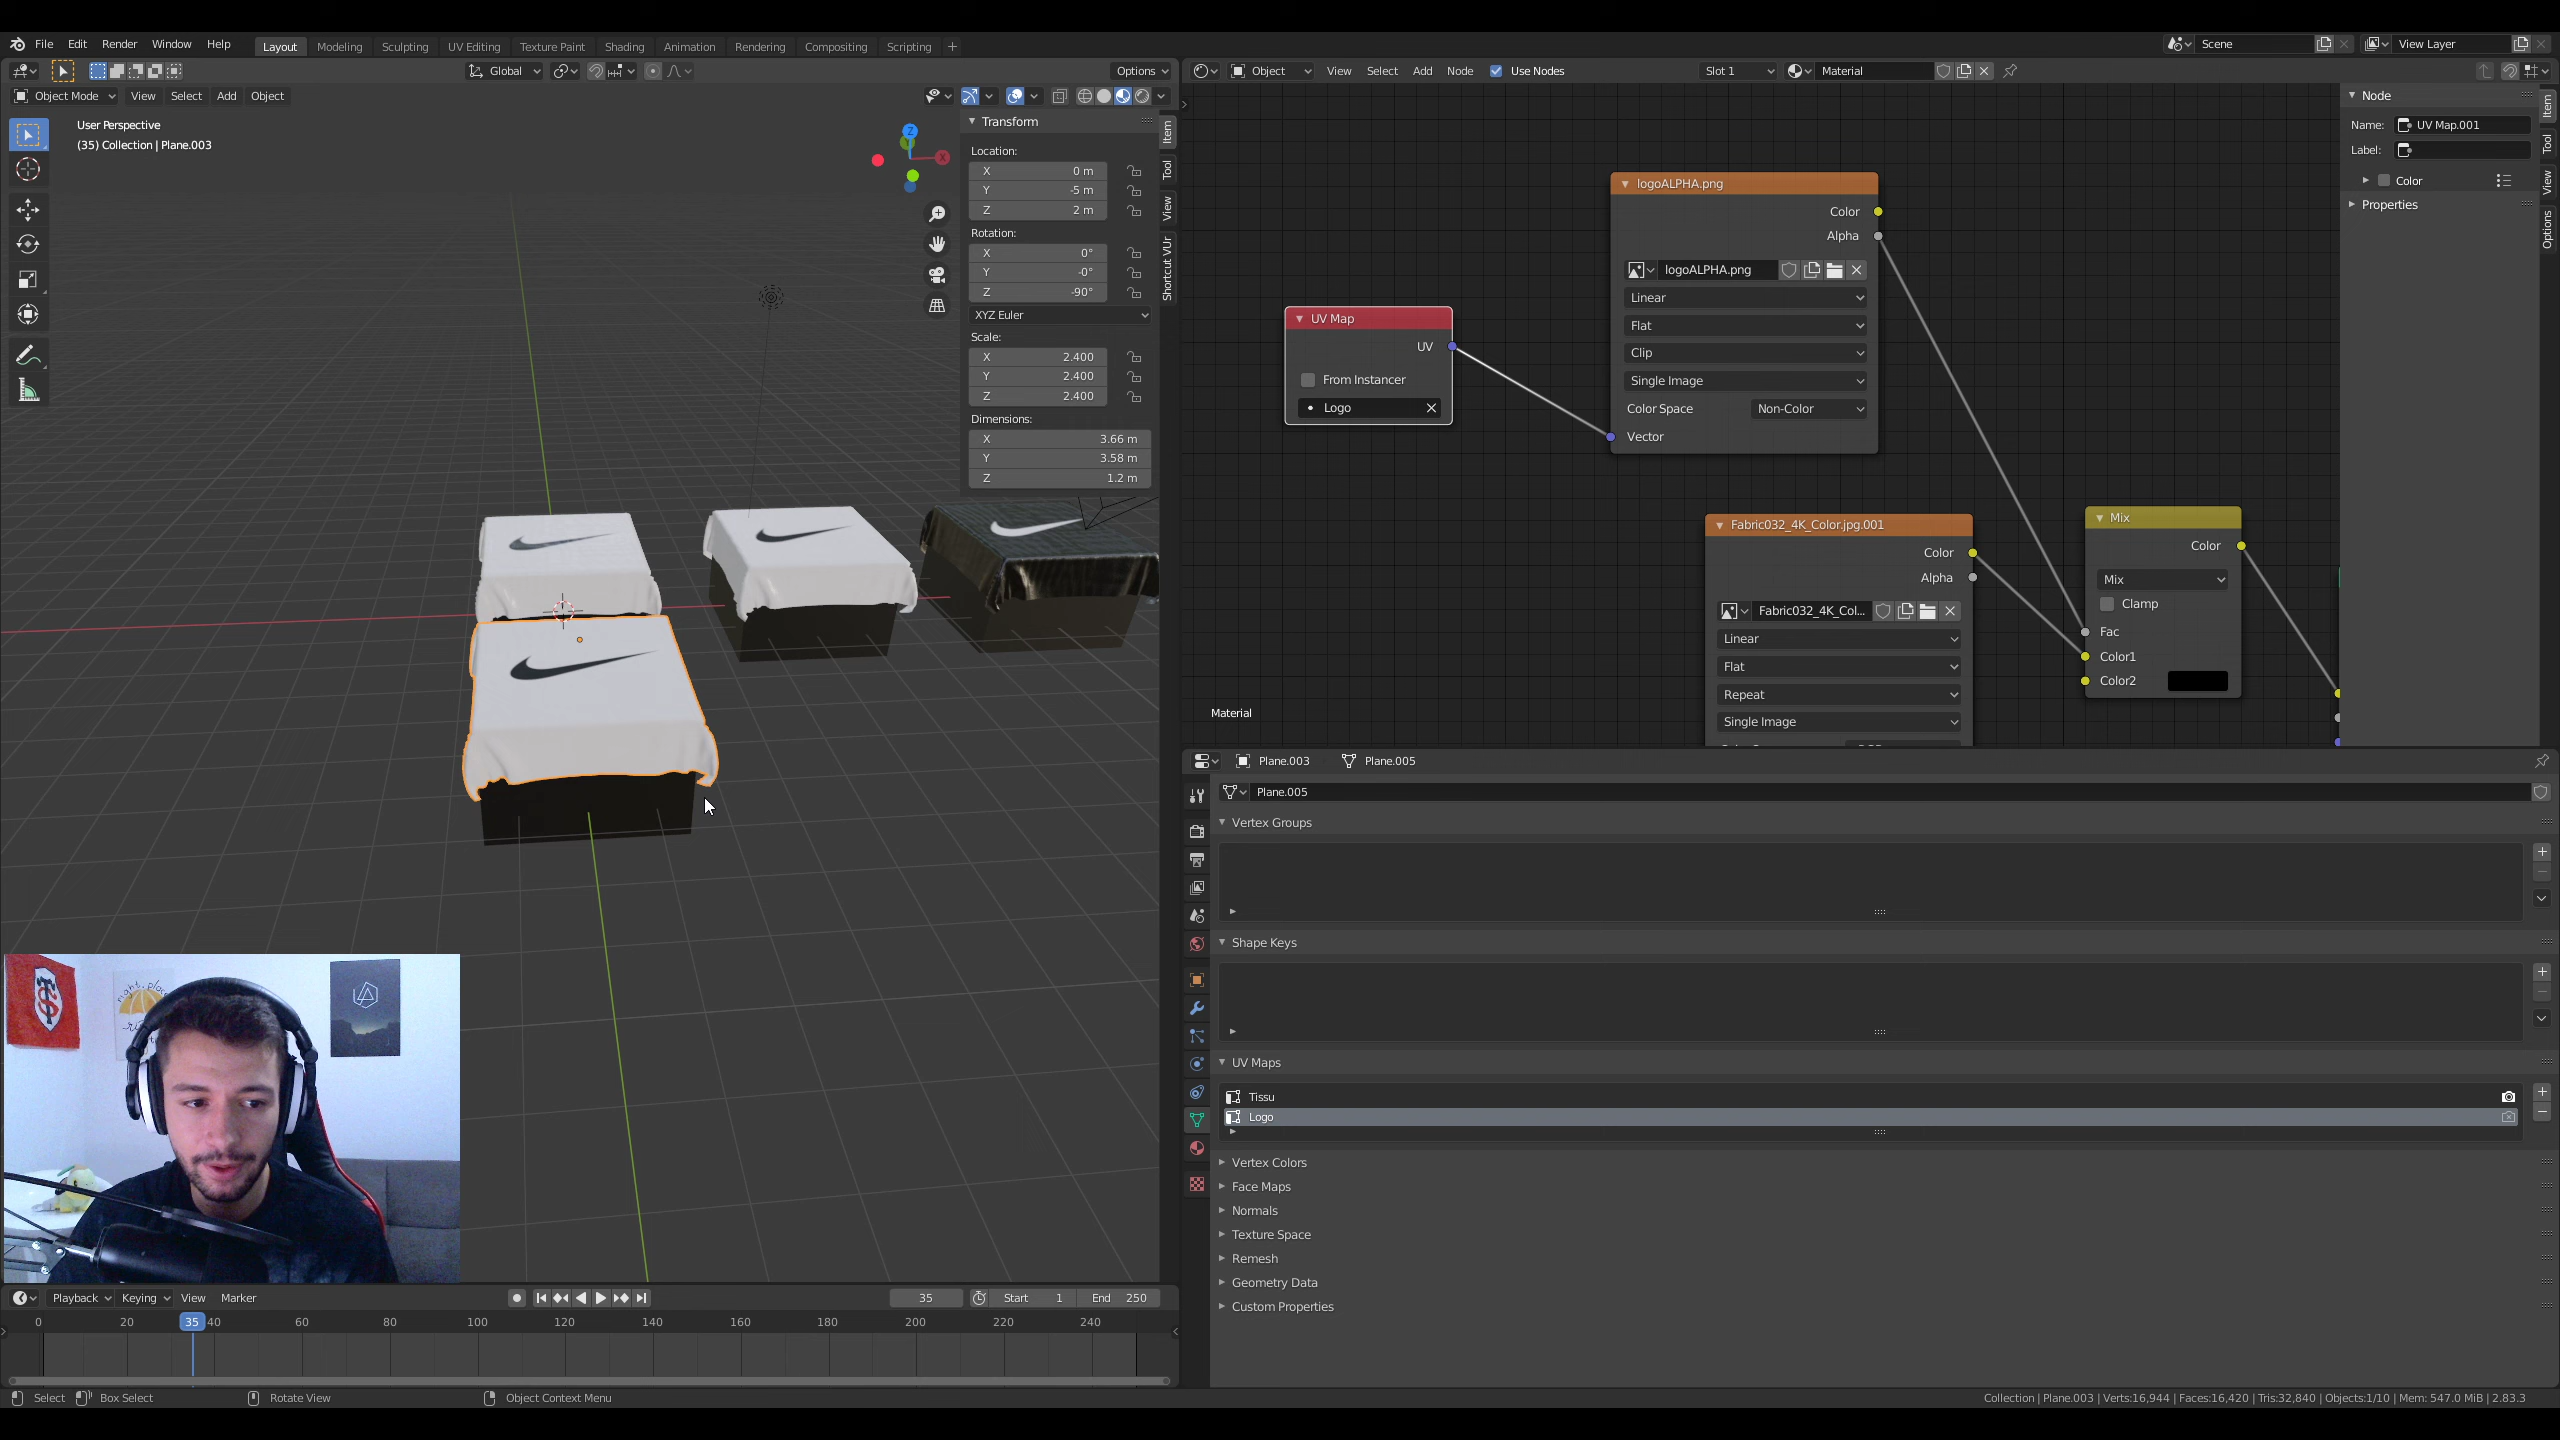 File Edit Render Window Help Layout Modeling Sculpting UV Editing Texture Paint Shading Animation Rendering Compositing Scripting + Scene View Layer
Global Options
Object View Select Add Node Use Nodes Slot 1 Material
Object Mode View Select Add Object
User Perspective
(35) Collection | Plane.003
Z
X
Transform
Location:
X 0 m
Y -5 m
Z 2 m
Rotation:
X 0°
Y -0°
Z -90°
XYZ Euler
Scale:
X 2.400
Y 2.400
Z 2.400
Dimensions:
X 3.66 m
Y 3.58 m
Z 1.2 m
Item
Tool
View
Shortcut VUr
UV Map
UV
From Instancer
Logo
logoALPHA.png
Color
Alpha
logoALPHA.png
Linear
Flat
Clip
Single Image
Color Space Non-Color
Vector
Fabric032_4K_Color.jpg.001
Color
Alpha
Fabric032_4K_Col...
Linear
Flat
Repeat
Single Image
Mix
Color
Mix
Clamp
Fac
Color1
Color2
Material
Node
Name: UV Map.001
Label:
Color
Properties
Item
Tool
View
Options
Plane.003 Plane.005
Plane.005
Vertex Groups
Shape Keys
UV Maps
Tissu
Logo
Vertex Colors
Face Maps
Normals
Texture Space
Remesh
Geometry Data
Custom Properties
Playback Keying View Marker 35 Start 1 End 250
0 20 35 40 60 80 100 120 140 160 180 200 220 240
Select Box Select Rotate View Object Context Menu
Collection | Plane.003 | Verts:16,944 | Faces:16,420 | Tris:32,840 | Objects:1/10 | Mem: 547.0 MiB | 2.83.3